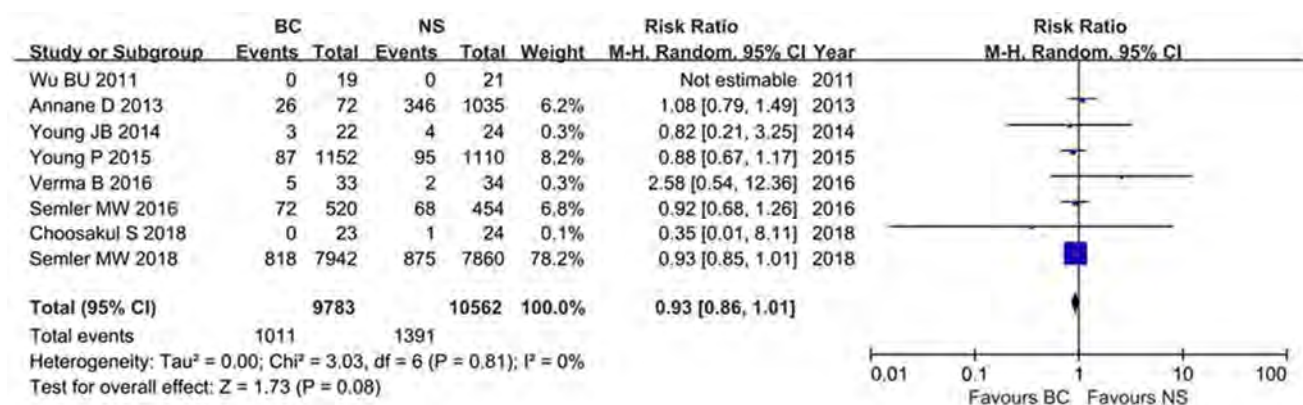 BC NS Risk Ratio Risk Ratio
Study or Subgroup Events Total Events Total Weight M-H, Random, 95% CI Year M-H, Random, 95% CI
Wu BU 2011 0 19 0 21 Not estimable 2011
Annane D 2013 26 72 346 1035 6.2% 1.08 [0.79, 1.49] 2013
Young JB 2014 3 22 4 24 0.3% 0.82 [0.21, 3.25] 2014
Young P 2015 87 1152 95 1110 8.2% 0.88 [0.67, 1.17] 2015
Verma B 2016 5 33 2 34 0.3% 2.58 [0.54, 12.36] 2016
Semler MW 2016 72 520 68 454 6.8% 0.92 [0.68, 1.26] 2016
Choosakul S 2018 0 23 1 24 0.1% 0.35 [0.01, 8.11] 2018
Semler MW 2018 818 7942 875 7860 78.2% 0.93 [0.85, 1.01] 2018
Total (95% CI) 9783 10562 100.0% 0.93 [0.86, 1.01]
Total events 1011 1391
Heterogeneity: Tau² = 0.00; Chi² = 3.03, df = 6 (P = 0.81); I² = 0%
Test for overall effect: Z = 1.73 (P = 0.08)
0.01 0.1 1 10 100
Favours BC Favours NS